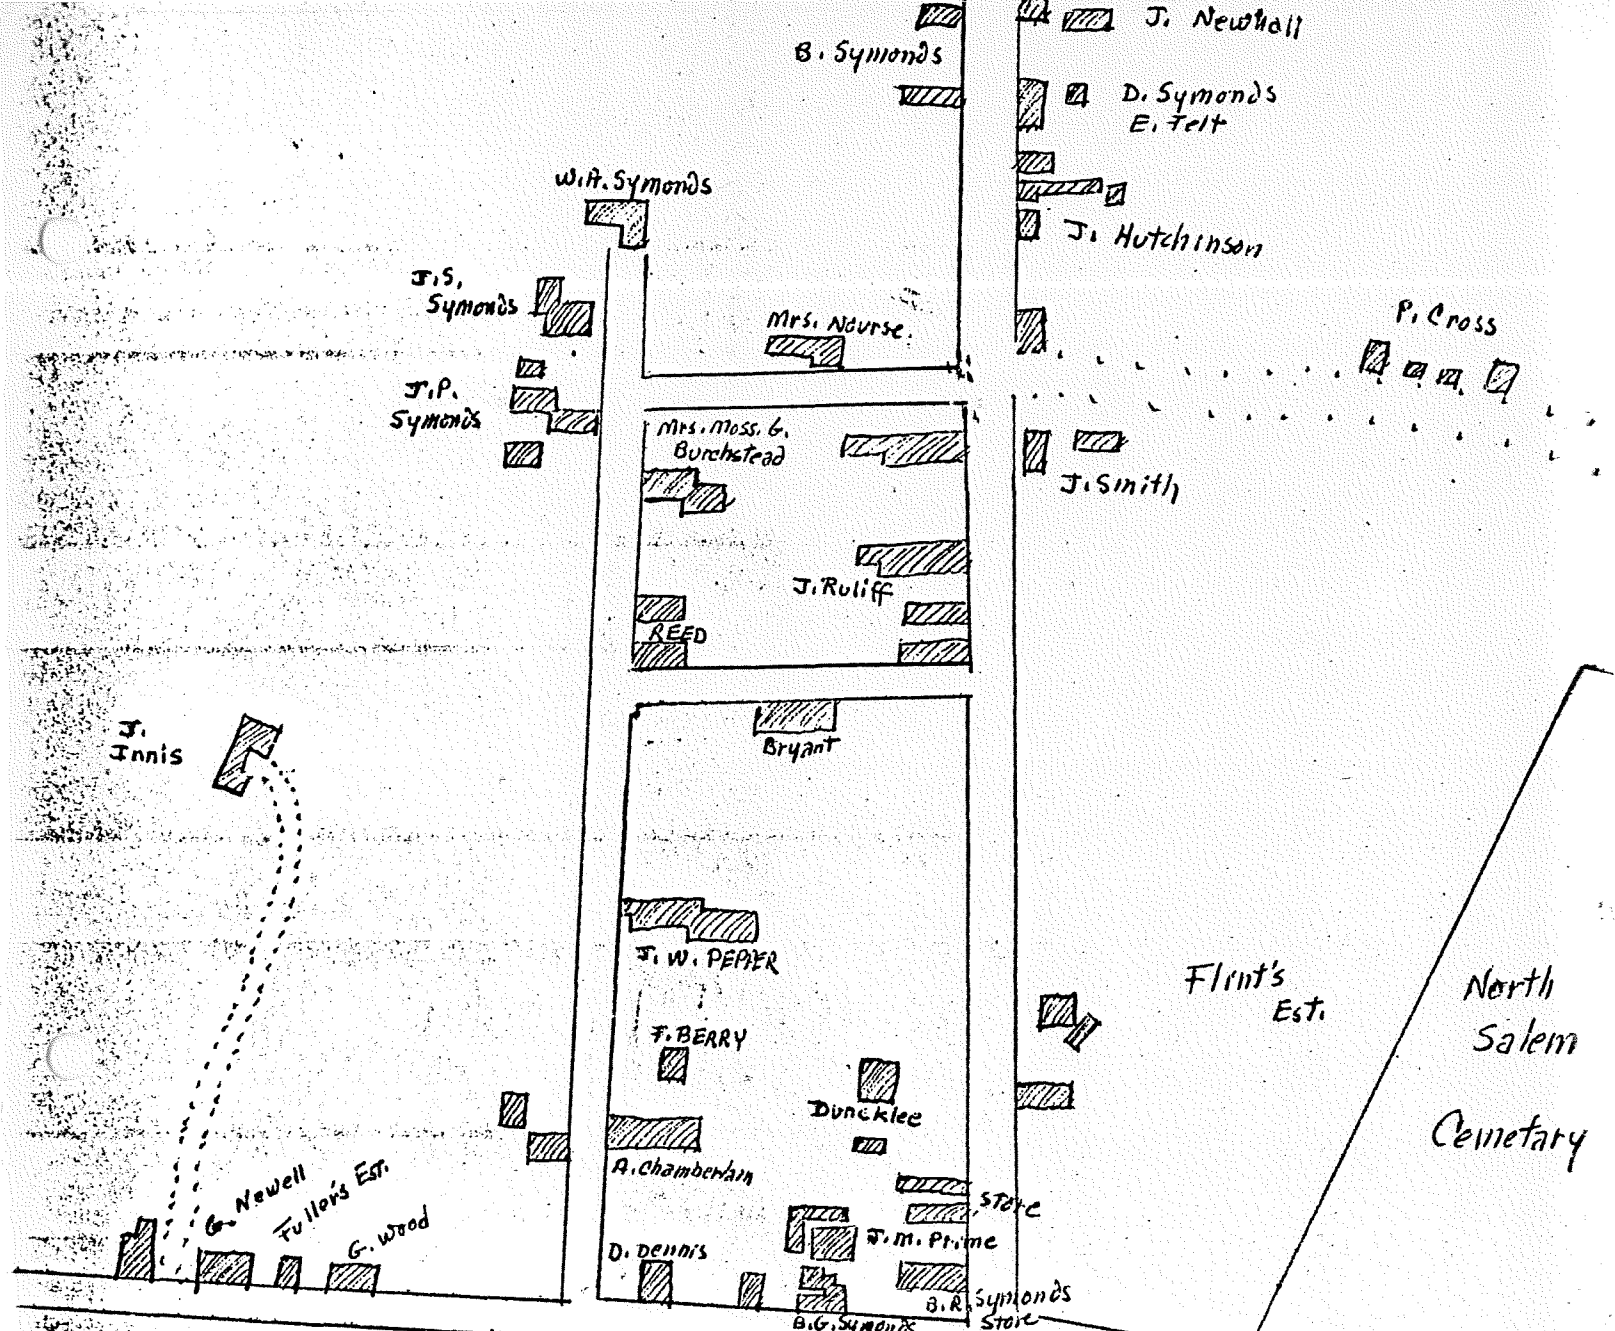 J. Newhall
B. Symonds
D. Symonds
E. Felt
W.A. Symonds
J. Hutchinson
J.S.
Symonds
Mrs. Nourse.
P. Cross
J.P.
Symonds
Mrs. Moss. G.
Burchstead
J. Smith
J. Ruliff
REED
J.
Innis
Bryant
J. W. PEPPER
Flint's
Est.
North
Salem
Cemetary
F. BERRY
Duncklee
A. Chamberlain
G. Newell
Fuller's Est.
G. Wood
Store
J.M. Prime
D. Dennis
B.R. Symonds
Store
B.G. Symonds